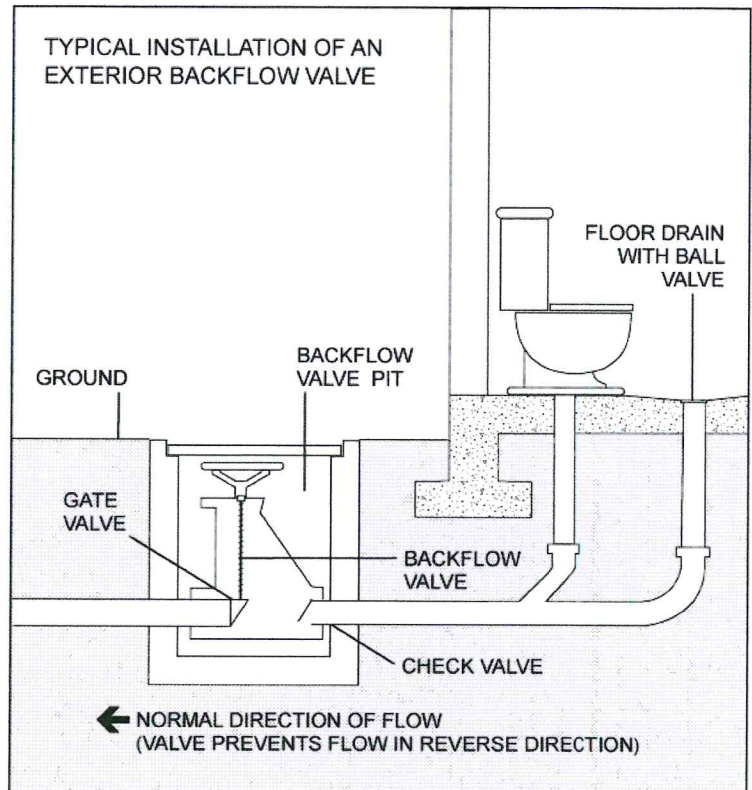 TYPICAL INSTALLATION OF AN
EXTERIOR BACKFLOW VALVE
FLOOR DRAIN
WITH BALL
VALVE
BACKFLOW
VALVE PIT
GROUND
GATE
VALVE
BACKFLOW
VALVE
CHECK VALVE
NORMAL DIRECTION OF FLOW
(VALVE PREVENTS FLOW IN REVERSE DIRECTION)